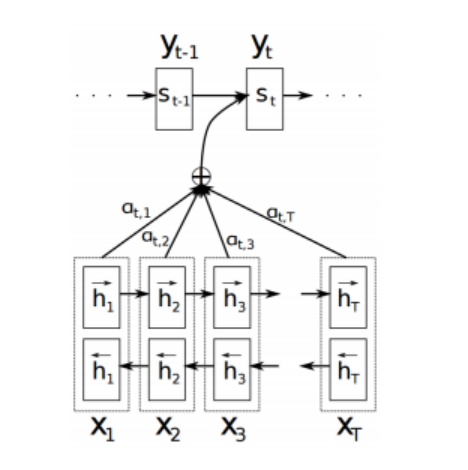 y_{t-1} y_t
. . . s_{t-1} s_t . . .
+
a_{t,1} a_{t,2} a_{t,3} a_{t,T}
\overrightarrow{h}_1 \overrightarrow{h}_2 \overrightarrow{h}_3 \overrightarrow{h}_T
\overleftarrow{h}_1 \overleftarrow{h}_2 \overleftarrow{h}_3 \overleftarrow{h}_T
x_1 x_2 x_3 x_T